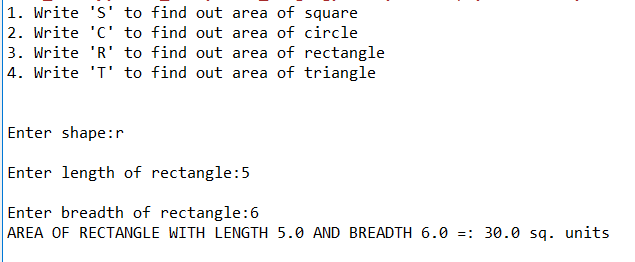 1. Write 'S' to find out area of square
2. Write 'C' to find out area of circle
3. Write 'R' to find out area of rectangle
4. Write 'T' to find out area of triangle
Enter shape:r
Enter length of rectangle:5
Enter breadth of rectangle:6
AREA OF RECTANGLE WITH LENGTH 5.0 AND BREADTH 6.0 =: 30.0 sq. units